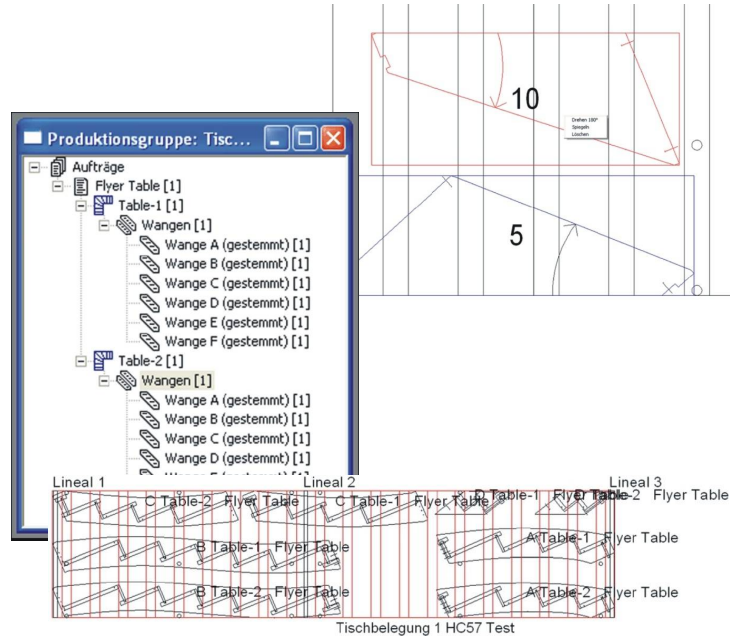 10
Drehen 180°
Spiegeln
Löschen
5
Produktionsgruppe: Tisc...
Aufträge
Flyer Table [1]
Table-1 [1]
Wangen [1]
Wange A (gestemmt) [1]
Wange B (gestemmt) [1]
Wange C (gestemmt) [1]
Wange D (gestemmt) [1]
Wange E (gestemmt) [1]
Wange F (gestemmt) [1]
Table-2 [1]
Wangen [1]
Wange A (gestemmt) [1]
Wange B (gestemmt) [1]
Wange C (gestemmt) [1]
Wange D (gestemmt) [1]
Lineal 1 Lineal 2 Lineal 3
C Table-2 Flyer Table C Table-1 Flyer Table D Table-1 Flyer Table D Table-2 Flyer Table
B Table-1 Flyer Table A Table-1 Flyer Table
B Table-2 Flyer Table A Table-2 Flyer Table
Tischbelegung 1 HC57 Test